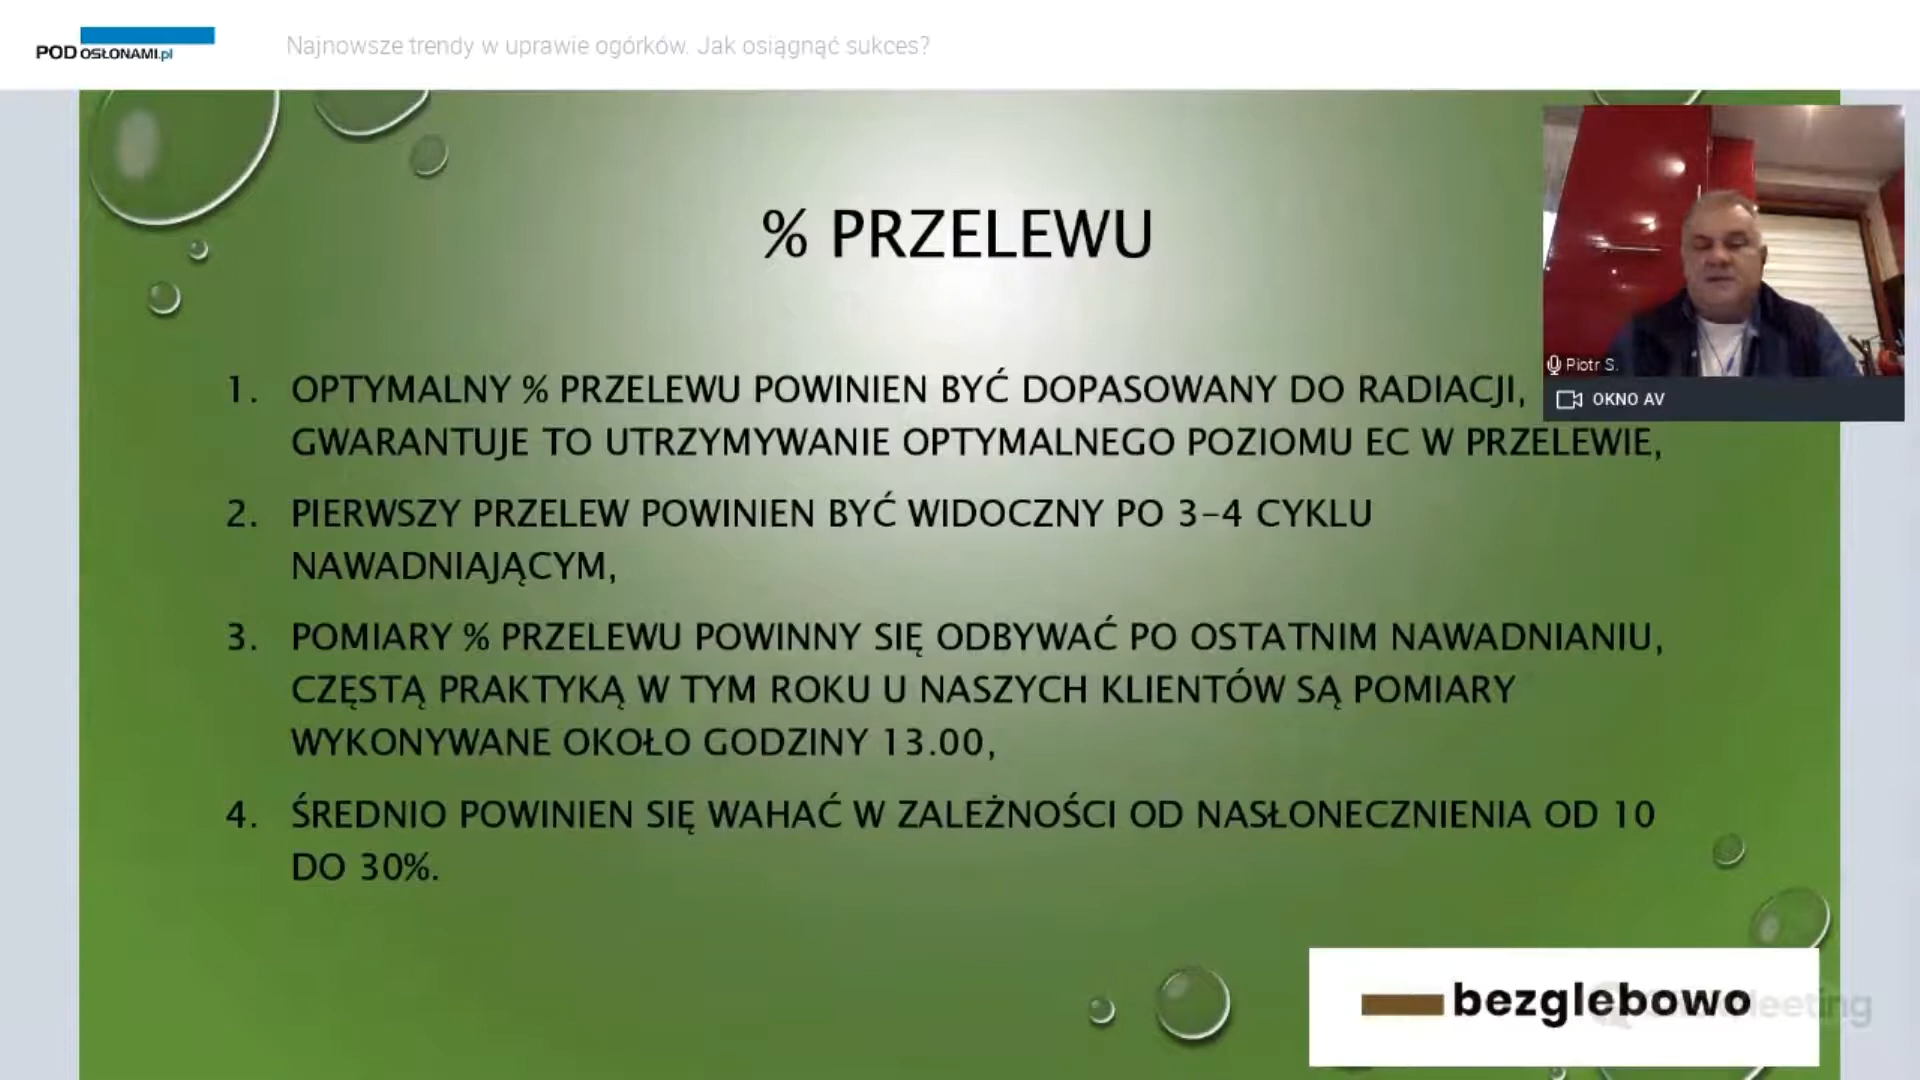 POD OSŁONAMI.pl
Najnowsze trendy w uprawie ogórków. Jak osiągnąć sukces?
% PRZELEWU
Piotr S.
OKNO AV
1. OPTYMALNY % PRZELEWU POWINIEN BYĆ DOPASOWANY DO RADIACJI,
GWARANTUJE TO UTRZYMYWANIE OPTYMALNEGO POZIOMU EC W PRZELEWIE,
2. PIERWSZY PRZELEW POWINIEN BYĆ WIDOCZNY PO 3-4 CYKLU
NAWADNIAJĄCYM,
3. POMIARY % PRZELEWU POWINNY SIĘ ODBYWAĆ PO OSTATNIM NAWADNIANIU,
CZĘSTĄ PRAKTYKĄ W TYM ROKU U NASZYCH KLIENTÓW SĄ POMIARY
WYKONYWANE OKOŁO GODZINY 13.00,
4. ŚREDNIO POWINIEN SIĘ WAHAĆ W ZALEŻNOŚCI OD NASŁONECZNIENIA OD 10
DO 30%.
bezglebowo